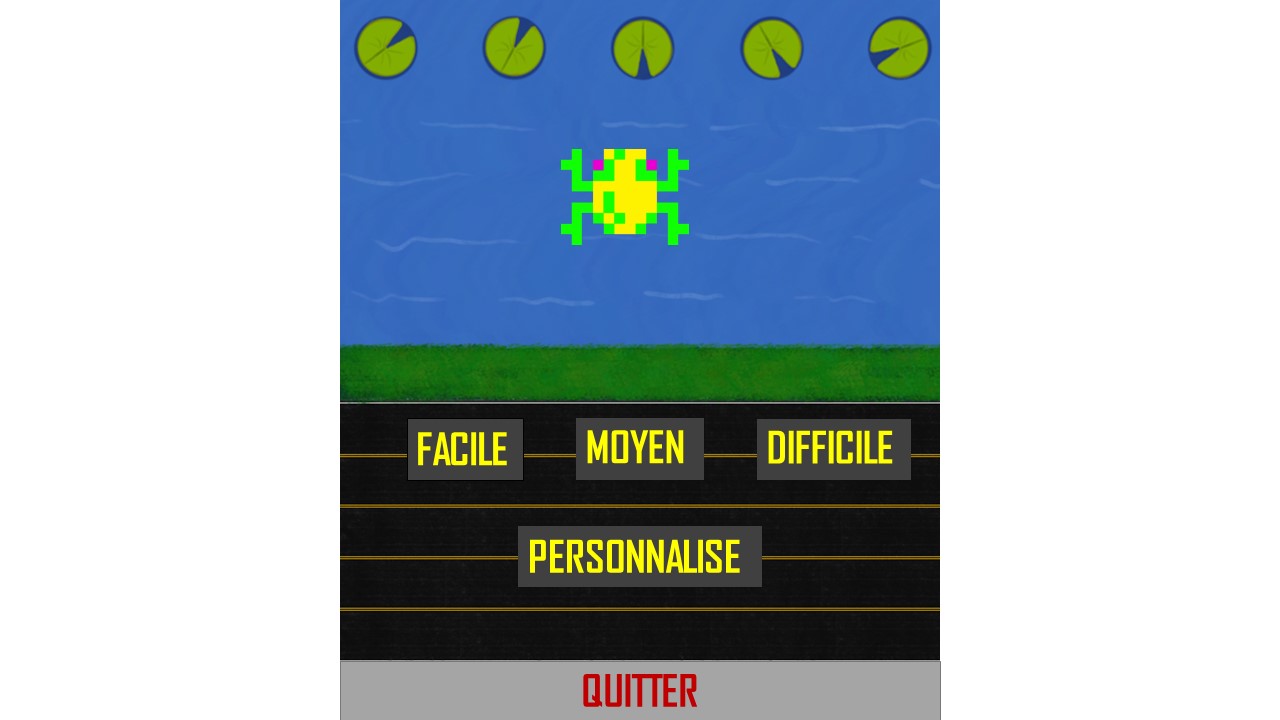 FACILE MOYEN DIFFICILE
PERSONNALISE
QUITTER